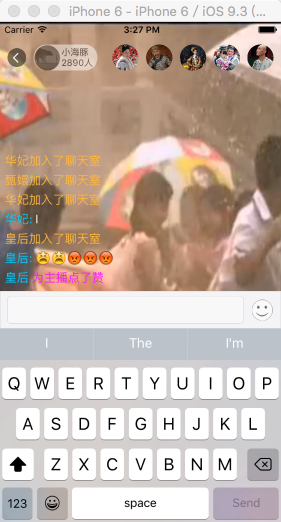 iPhone 6 - iPhone 6 / iOS 9.3 (...
Carrier 3:27 PM
小海豚
2890人
华妃加入了聊天室
甄嬛加入了聊天室
华妃加入了聊天室
华妃: I
皇后加入了聊天室
皇后: 😩😩😡😡😡
皇后 为主播点了赞
I The I'm
Q W E R T Y U I O P
A S D F G H J K L
Z X C V B N M
123 space Send